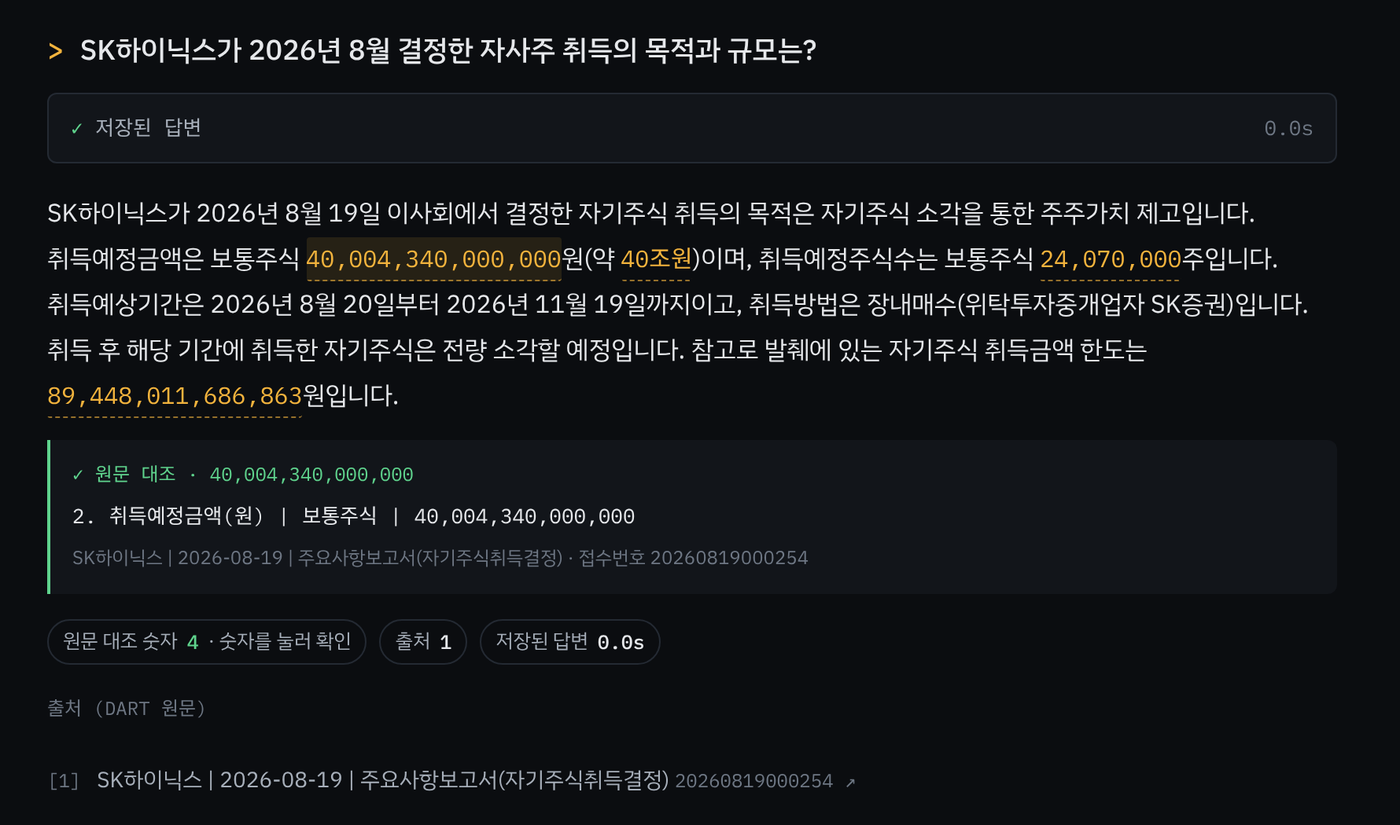 > SK하이닉스가 2026년 8월 결정한 자사주 취득의 목적과 규모는?
✓ 저장된 답변 0.0s
SK하이닉스가 2026년 8월 19일 이사회에서 결정한 자기주식 취득의 목적은 자기주식 소각을 통한 주주가치 제고입니다.
취득예정금액은 보통주식 40,004,340,000,000원(약 40조원)이며, 취득예정주식수는 보통주식 24,070,000주입니다.
취득예상기간은 2026년 8월 20일부터 2026년 11월 19일까지이고, 취득방법은 장내매수(위탁투자중개업자 SK증권)입니다.
취득 후 해당 기간에 취득한 자기주식은 전량 소각할 예정입니다. 참고로 발췌에 있는 자기주식 취득금액 한도는
89,448,011,686,863원입니다.
✓ 원문 대조 · 40,004,340,000,000
2. 취득예정금액(원) | 보통주식 | 40,004,340,000,000
SK하이닉스 | 2026-08-19 | 주요사항보고서(자기주식취득결정) · 접수번호 20260819000254
원문 대조 숫자 4 · 숫자를 눌러 확인 출처 1 저장된 답변 0.0s
출처 (DART 원문)
[1] SK하이닉스 | 2026-08-19 | 주요사항보고서(자기주식취득결정) 20260819000254 ↗